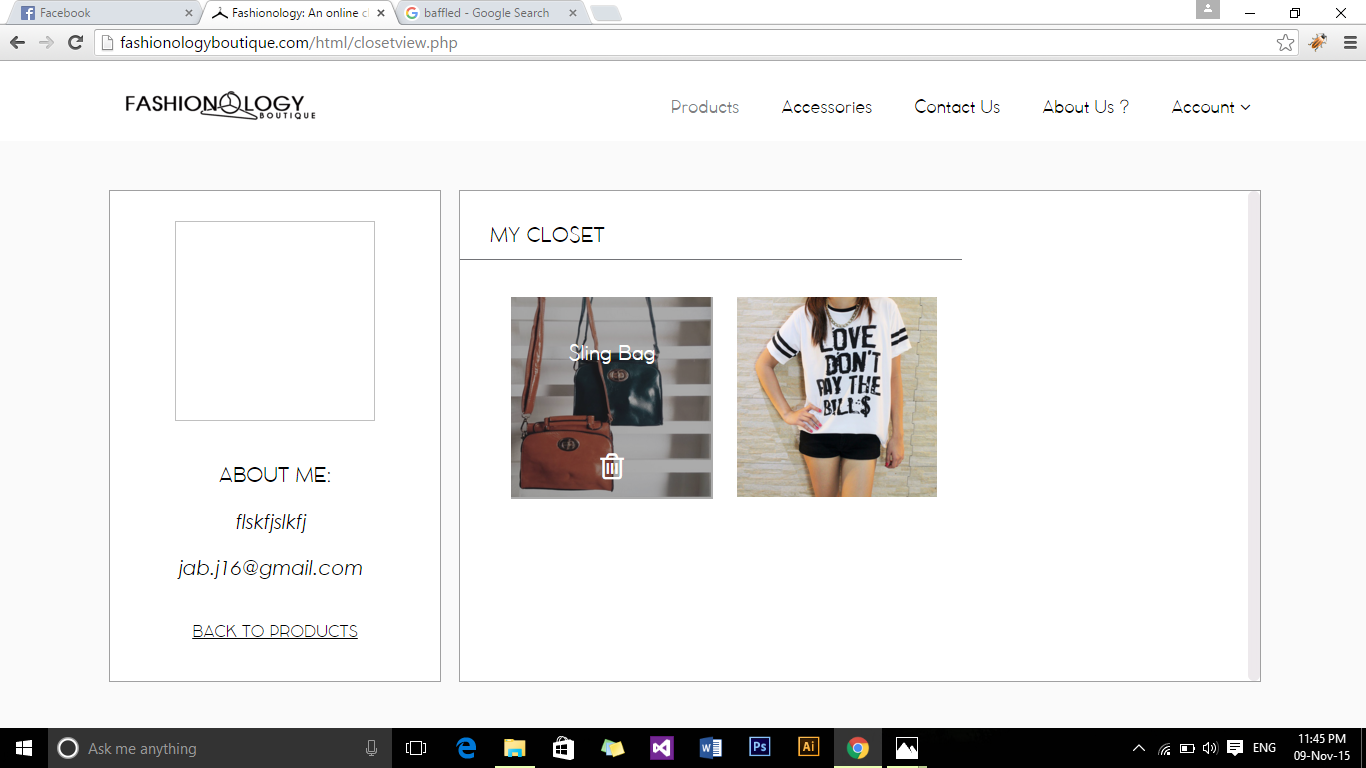 Facebook
Fashionology: An online cl
baffled - Google Search
fashionologyboutique.com/html/closetview.php
FASHIONOLOGY
BOUTIQUE
Products
Accessories
Contact Us
About Us ?
Account
MY CLOSET
Sling Bag
LOVE
DON'T
PAY THE
BILL$
ABOUT ME:
flskfjslkfj
jab.j16@gmail.com
BACK TO PRODUCTS
Ask me anything
Ps
Ai
ENG
11:45 PM
09-Nov-15